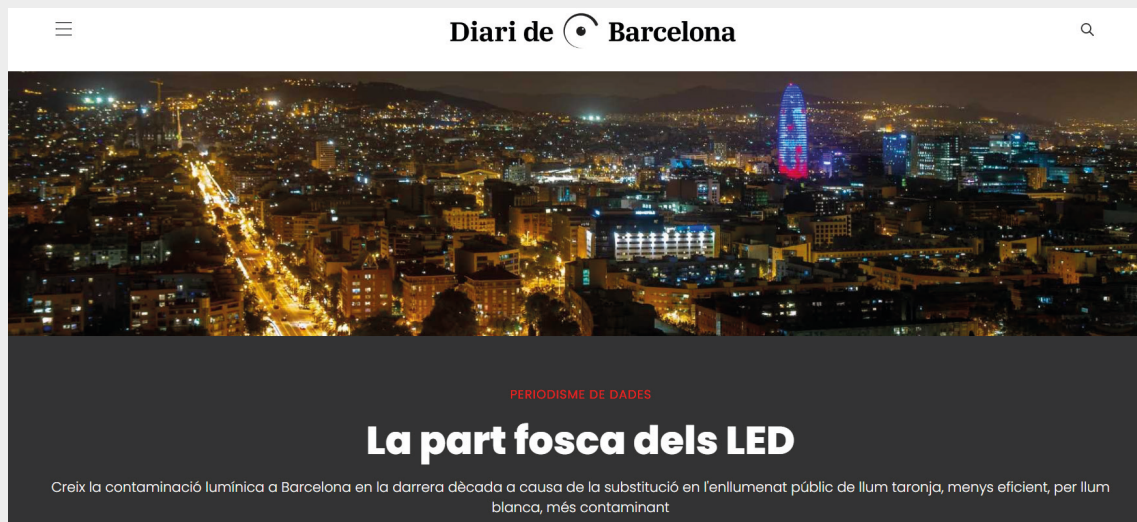 Diari de Barcelona
PERIODISME DE DADES
La part fosca dels LED
Creix la contaminació lumínica a Barcelona en la darrera dècada a causa de la substitució en l'enllumenat públic de llum taronja, menys eficient, per llum
blanca, més contaminant